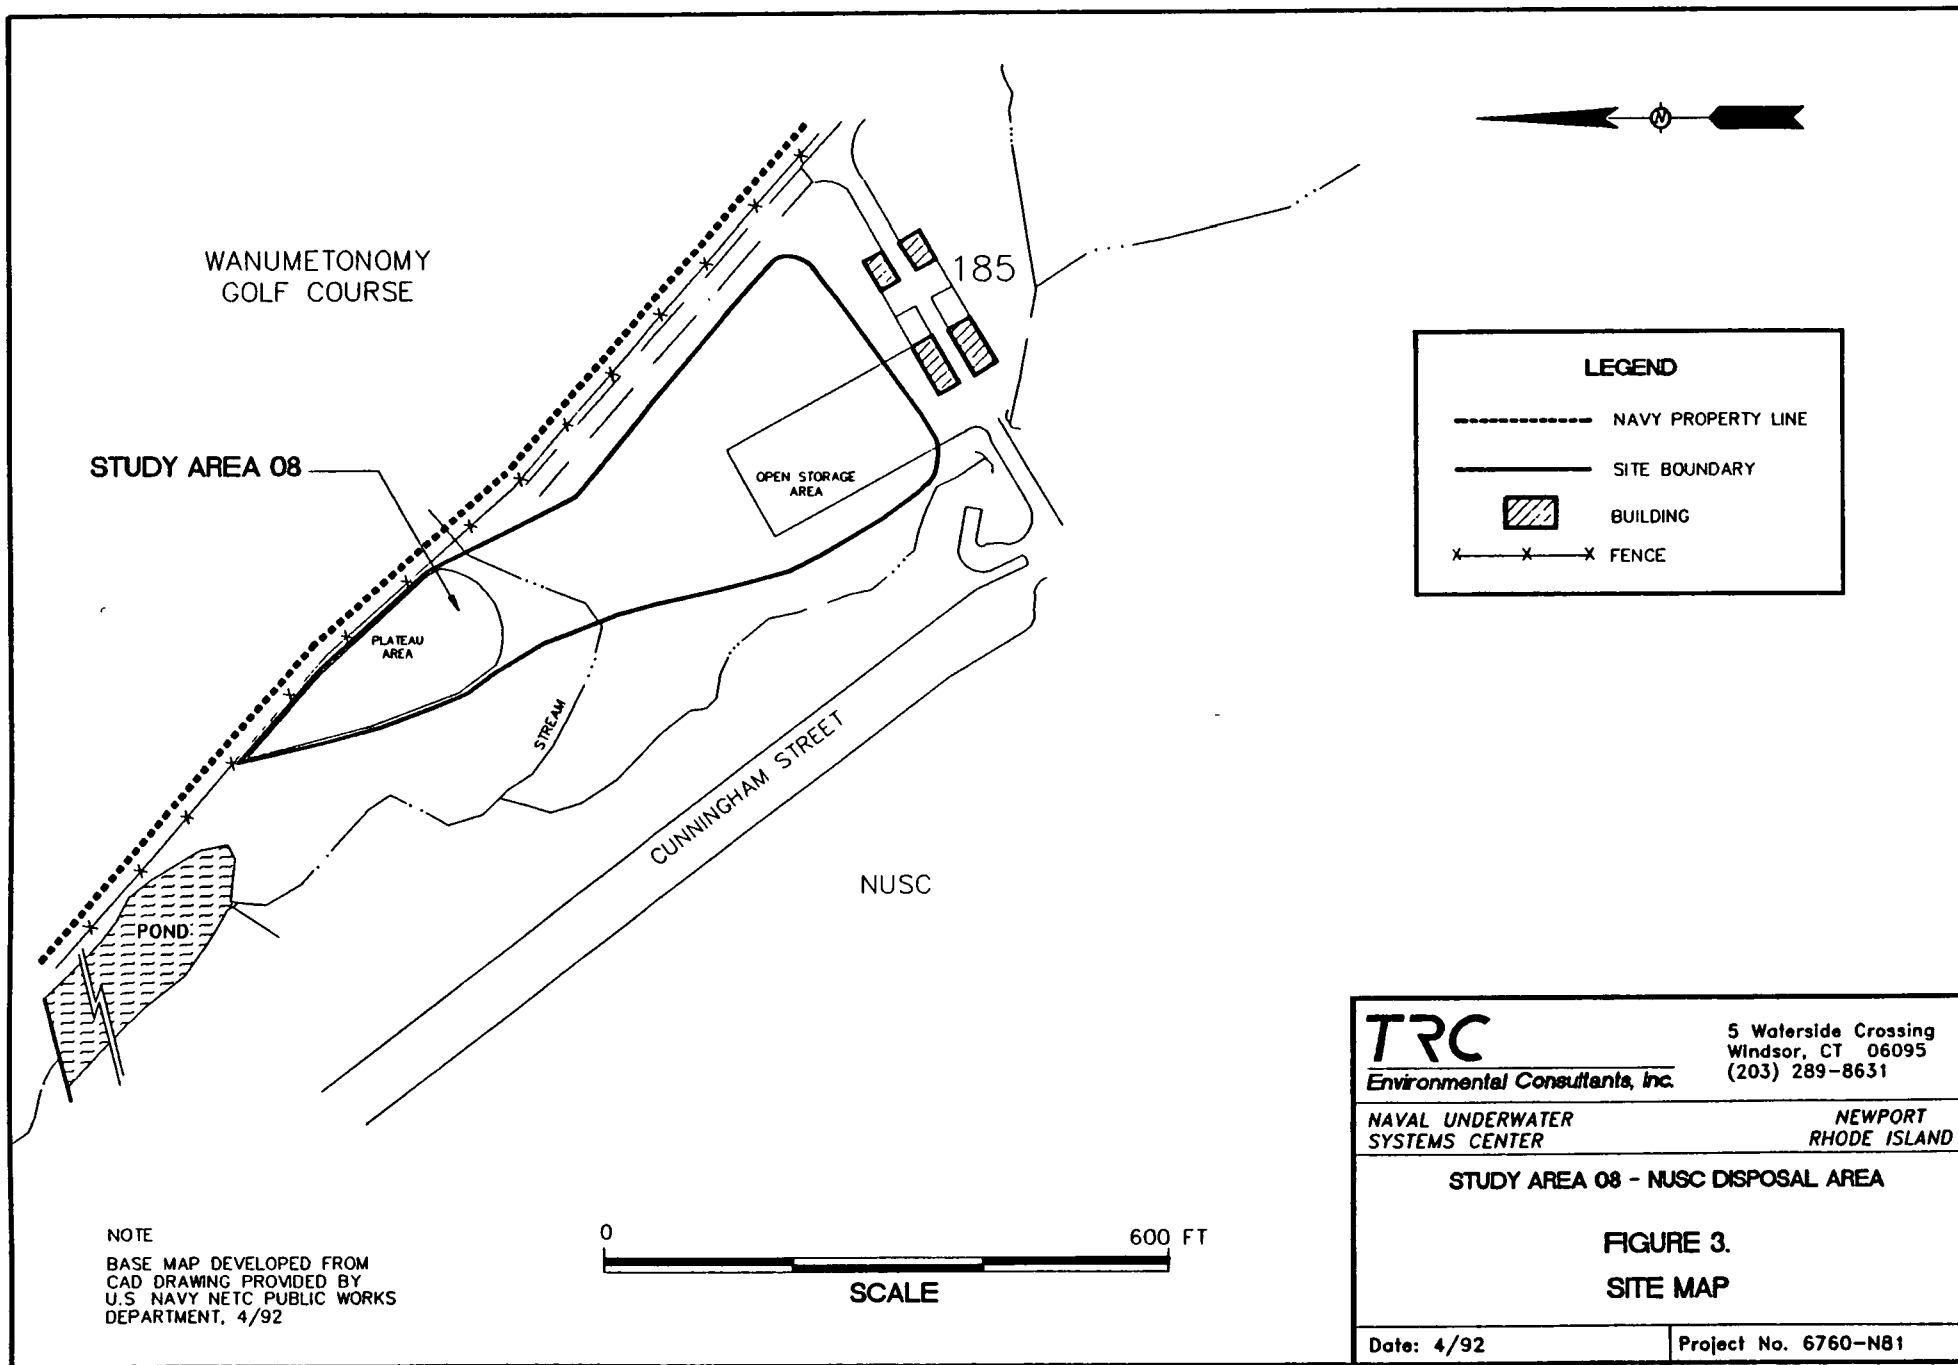 N
WANUMETONOMY
GOLF COURSE
185
LEGEND
NAVY PROPERTY LINE
SITE BOUNDARY
BUILDING
X X X FENCE
STUDY AREA 08
OPEN STORAGE
AREA
PLATEAU
AREA
STREAM
CUNNINGHAM STREET
NUSC
POND
TRC
Environmental Consultants, Inc.
5 Waterside Crossing
Windsor, CT 06095
(203) 289-8631
NAVAL UNDERWATER
SYSTEMS CENTER
NEWPORT
RHODE ISLAND
STUDY AREA 08 - NUSC DISPOSAL AREA
FIGURE 3.
SITE MAP
Date: 4/92
Project No. 6760-N81
NOTE
BASE MAP DEVELOPED FROM
CAD DRAWING PROVIDED BY
U.S NAVY NETC PUBLIC WORKS
DEPARTMENT, 4/92
0 600 FT
SCALE